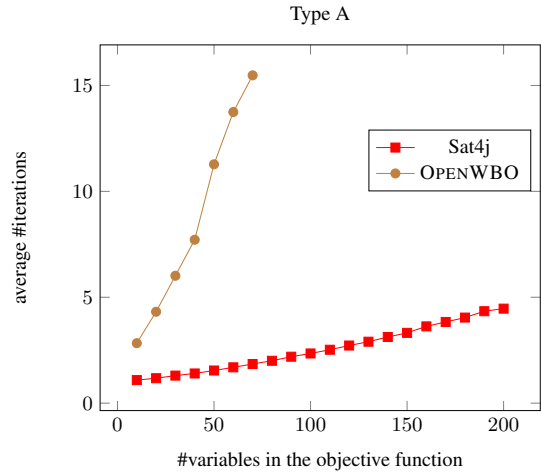 Type A
15
10
5
0
average #iterations
Sat4j
OPENWBO
0 50 100 150 200
#variables in the objective function